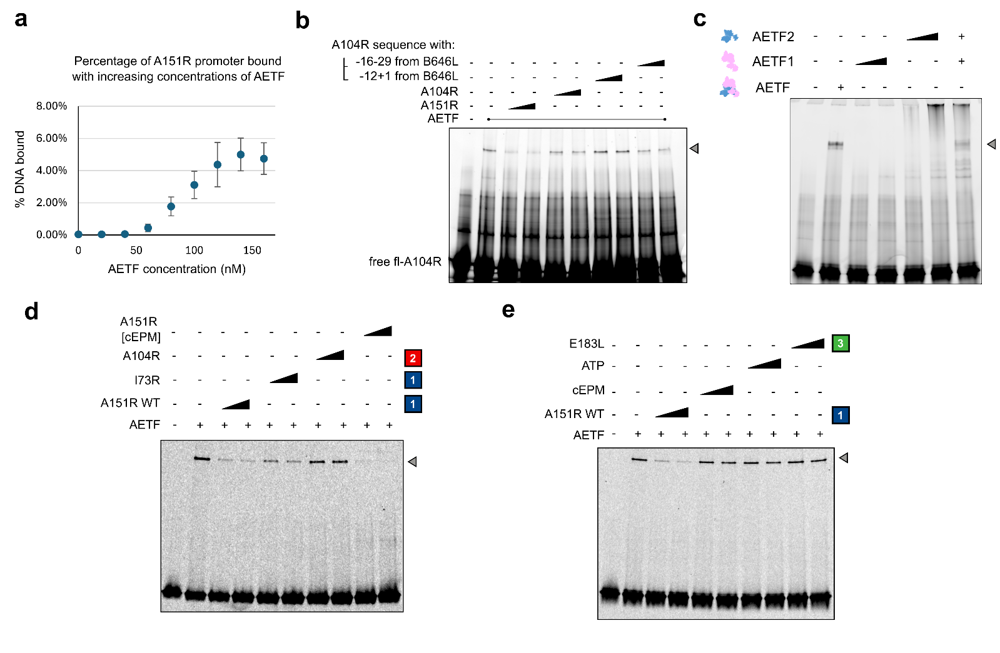 a
Percentage of A151R promoter bound
with increasing concentrations of AETF
8.00%
6.00%
4.00%
2.00%
0.00%
0 50 100 150
% DNA bound
AETF concentration (nM)
b
A104R sequence with:
-16-29 from B646L - - - - - - - -
-12+1 from B646L - - - - - - - -
A104R - - - - - - - -
A151R - - - - - - - -
AETF -
free fl-A104R
c
AETF2 - - - - +
AETF1 - - - - +
AETF - + - - - - -
d
A151R
[cEPM] - - - - - - - -
A104R - - - - - - - - 2
I73R - - - - - - - - 1
A151R WT - - - - - - - - 1
AETF - + + + + + + + + +
e
E183L - - - - - - - - 3
ATP - - - - - - - -
cEPM - - - - - - - -
A151R WT - - - - - - - - 1
AETF - + + + + + + + + +